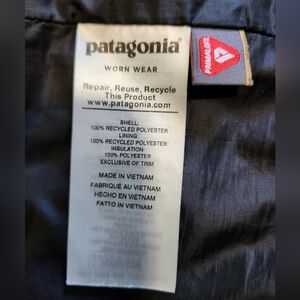 patagonia®
WORN WEAR
Repair, Reuse, Recycle
This Product
www.patagonia.com
SHELL:
100% RECYCLED POLYESTER
LINING:
100% RECYCLED POLYESTER
INSULATION:
100% POLYESTER
EXCLUSIVE OF TRIM
MADE IN VIETNAM
FABRIQUÉ AU VIETNAM
HECHO EN VIETNAM
FATTO IN VIETNAM
PRIMALOFT